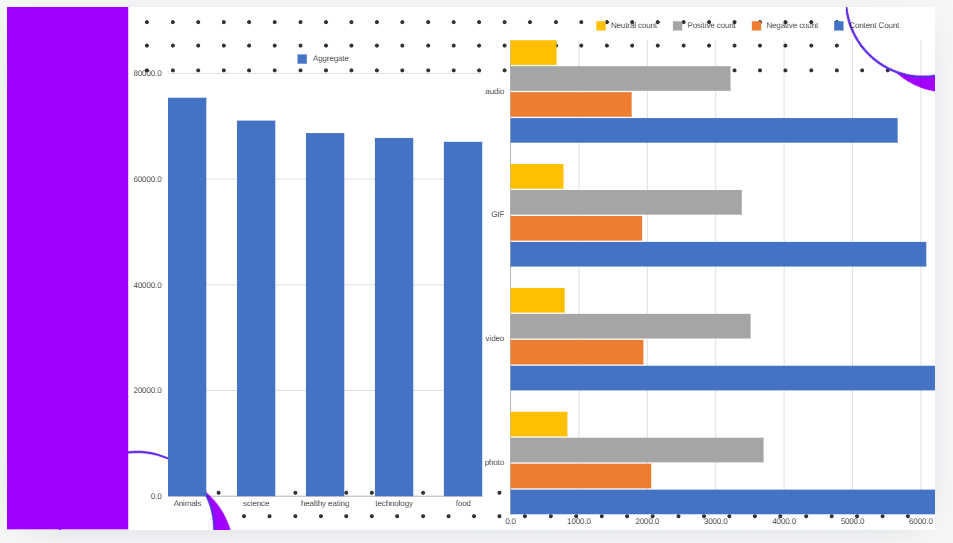 Aggregate
80000.0
60000.0
40000.0
20000.0
0.0
Animals
science
healthy eating
technology
food
Neutral count
Positive count
Negative count
Content Count
audio
GIF
video
photo
0.0
1000.0
2000.0
3000.0
4000.0
5000.0
6000.0